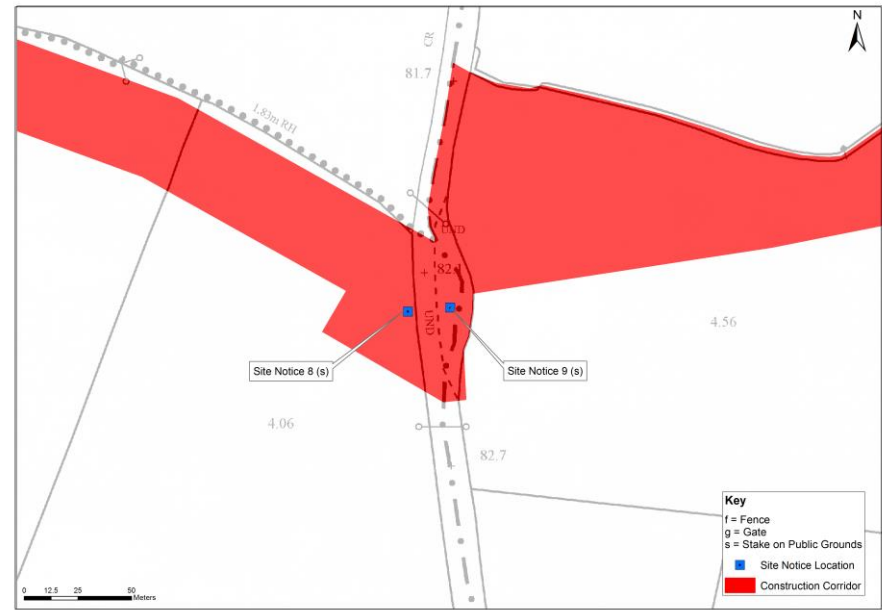 N
CR
81.7
1.83m RH
UND
82.1
UND
4.56
Site Notice 8 (s)
Site Notice 9 (s)
4.06
82.7
Key
f = Fence
g = Gate
s = Stake on Public Grounds
Site Notice Location
Construction Corridor
0 12.5 25 50
Meters